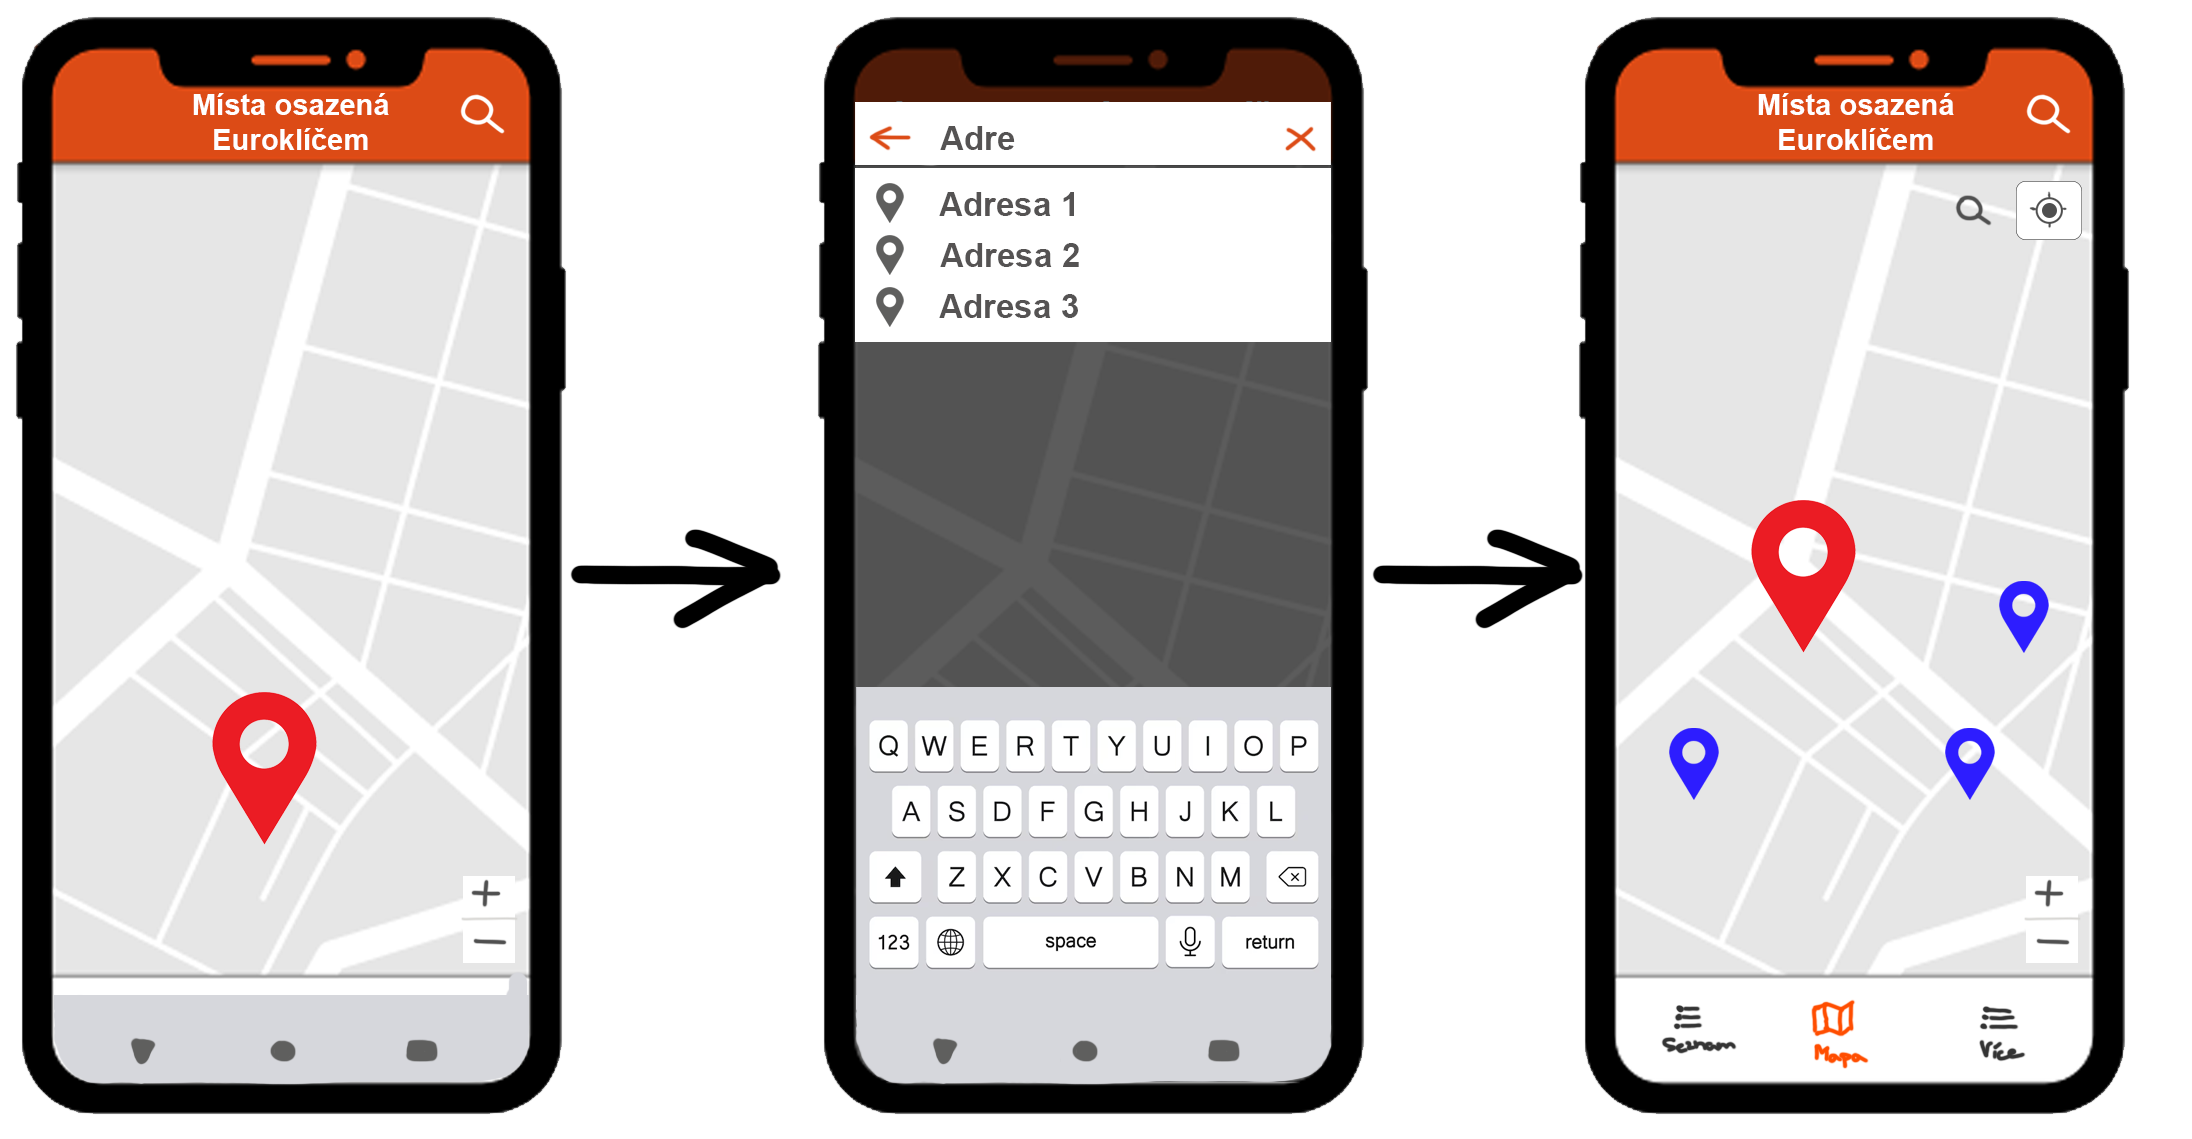 Místa osazená
Euroklíčem
Adre
Adresa 1
Adresa 2
Adresa 3
Q W E R T Y U I O P
A S D F G H J K L
Z X C V B N M
123 space return
Místa osazená
Euroklíčem
Seznam Mapa Více